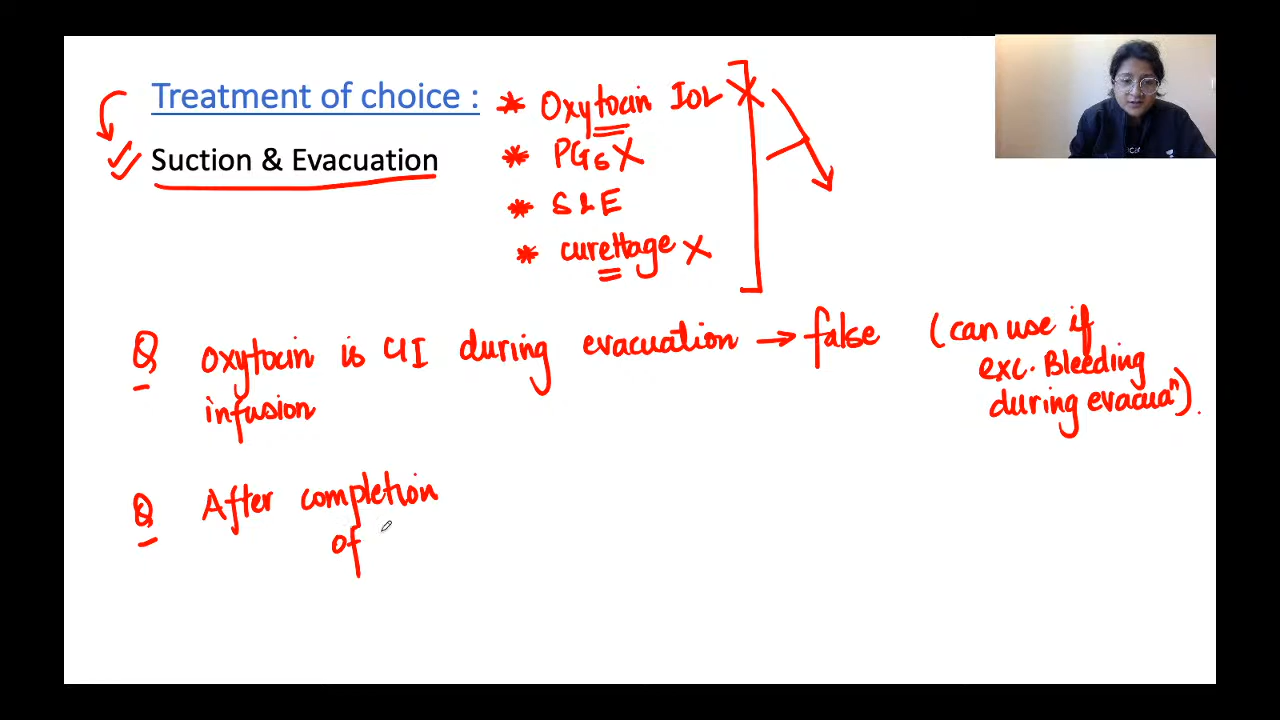 Treatment of choice :
Suction & Evacuation
* Oxytocin IOL X
* PGs X
* S & E
* curettage X
Q Oxytocin is C/I during evacuation → false (can use if
exc. Bleeding
during evacuaⁿ).
infusion
Q After completion
of